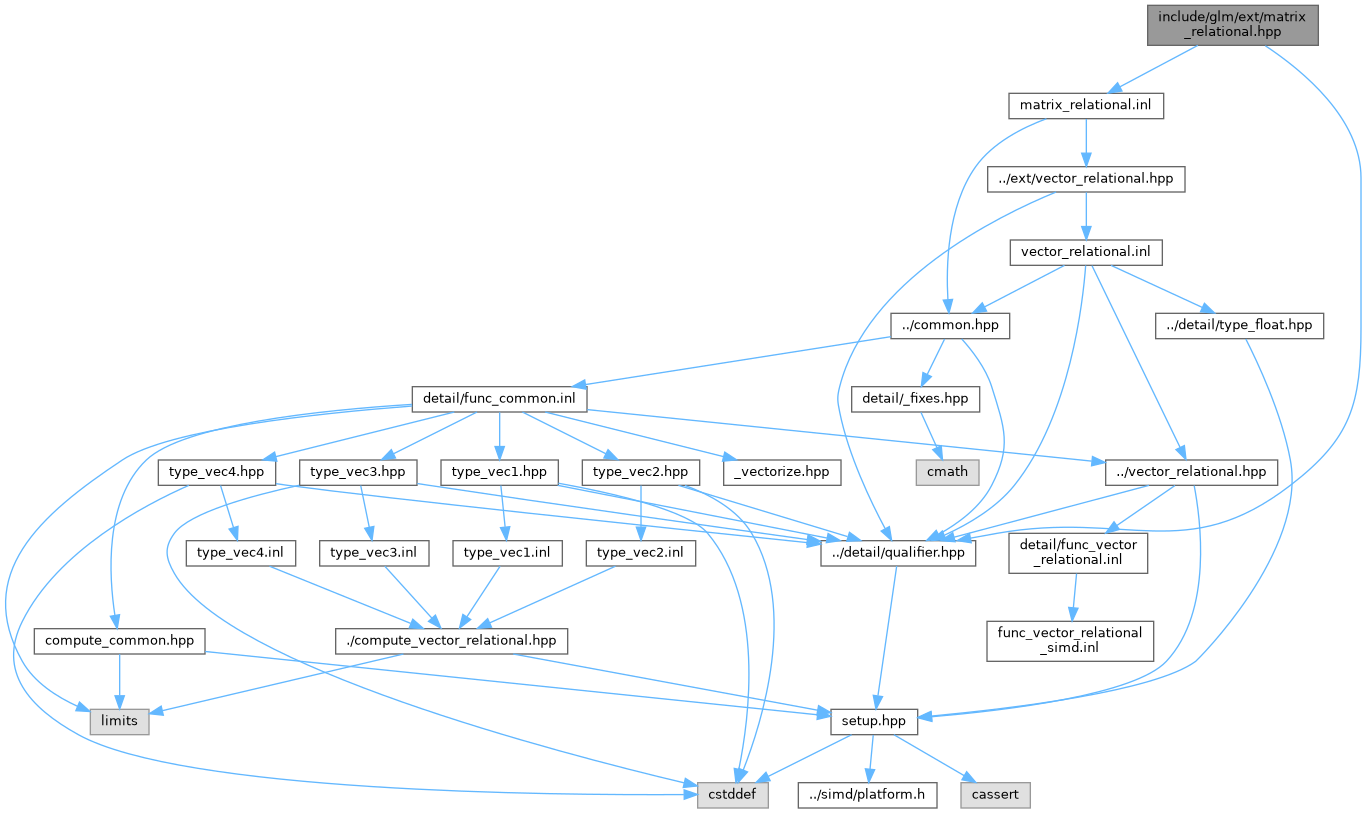 include/glm/ext/matrix
_relational.hpp
matrix_relational.inl
../ext/vector_relational.hpp
vector_relational.inl
../common.hpp
../detail/type_float.hpp
detail/func_common.inl
detail/_fixes.hpp
type_vec4.hpp
type_vec3.hpp
type_vec1.hpp
type_vec2.hpp
_vectorize.hpp
cmath
../vector_relational.hpp
type_vec4.inl
type_vec3.inl
type_vec1.inl
type_vec2.inl
../detail/qualifier.hpp
detail/func_vector
_relational.inl
compute_common.hpp
./compute_vector_relational.hpp
func_vector_relational
_simd.inl
limits
setup.hpp
cstddef
../simd/platform.h
cassert